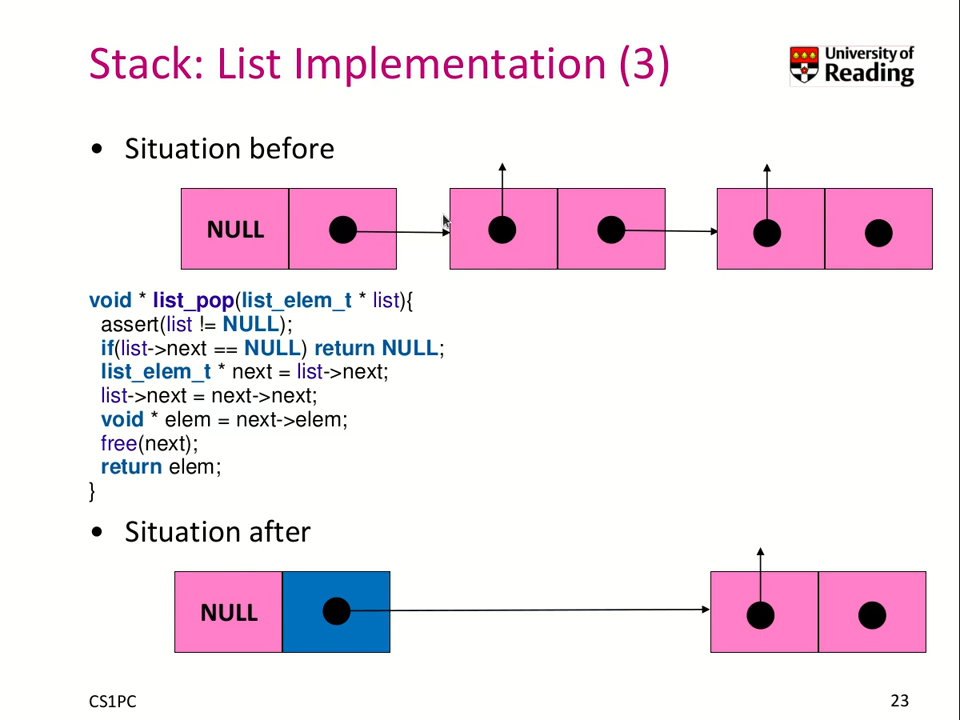 Stack: List Implementation (3)
University of
Reading
• Situation before
NULL
void * list_pop(list_elem_t * list){
assert(list != NULL);
if(list->next == NULL) return NULL;
list_elem_t * next = list->next;
list->next = next->next;
void * elem = next->elem;
free(next);
return elem;
}
• Situation after
NULL
CS1PC
23